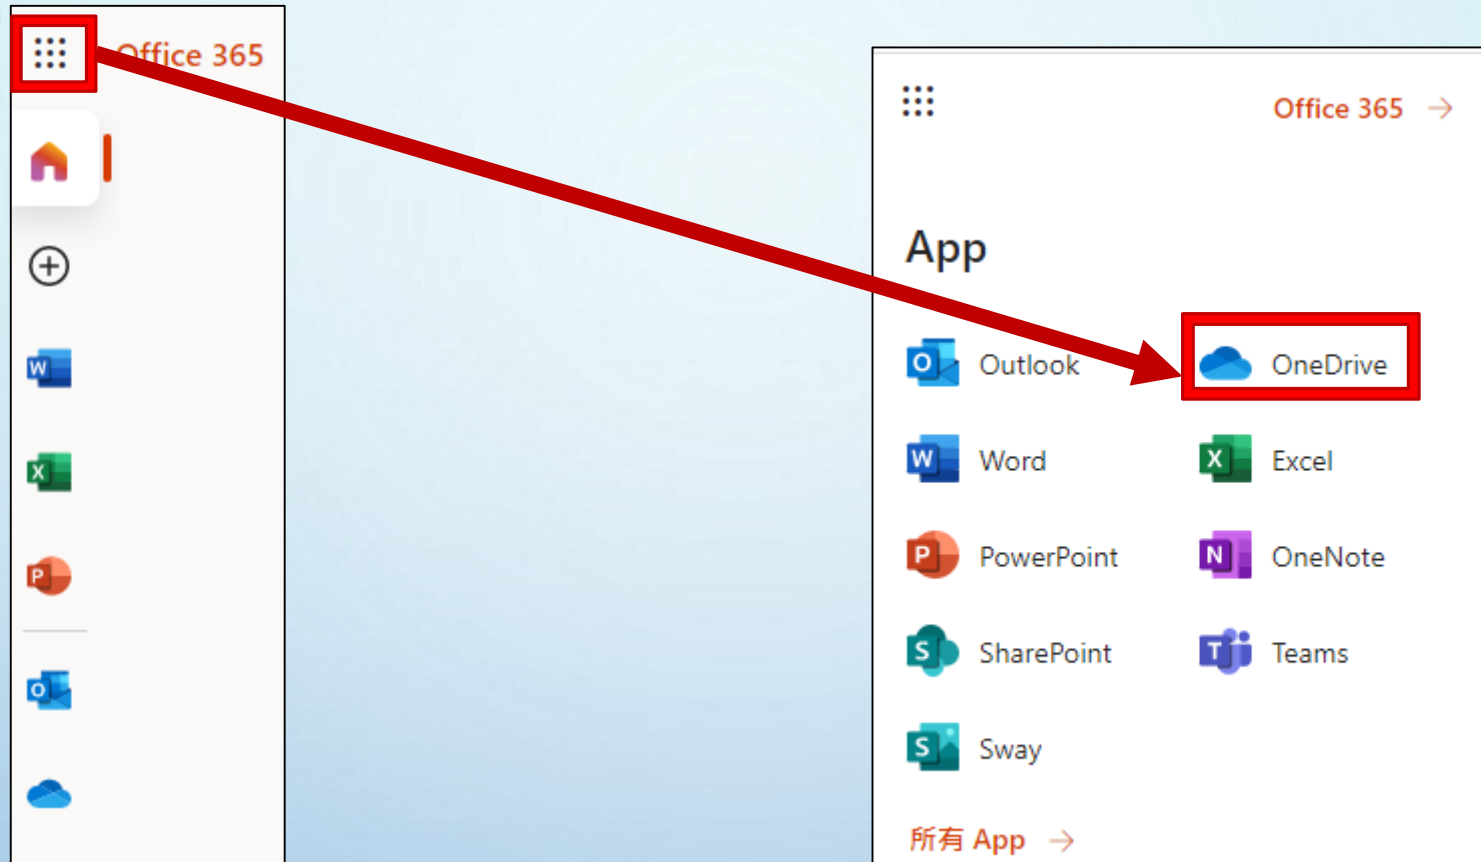 Office 365
W
X
P
O
Office 365 →
App
O Outlook
OneDrive
W Word
X Excel
P PowerPoint
N OneNote
S SharePoint
T Teams
S Sway
所有 App →